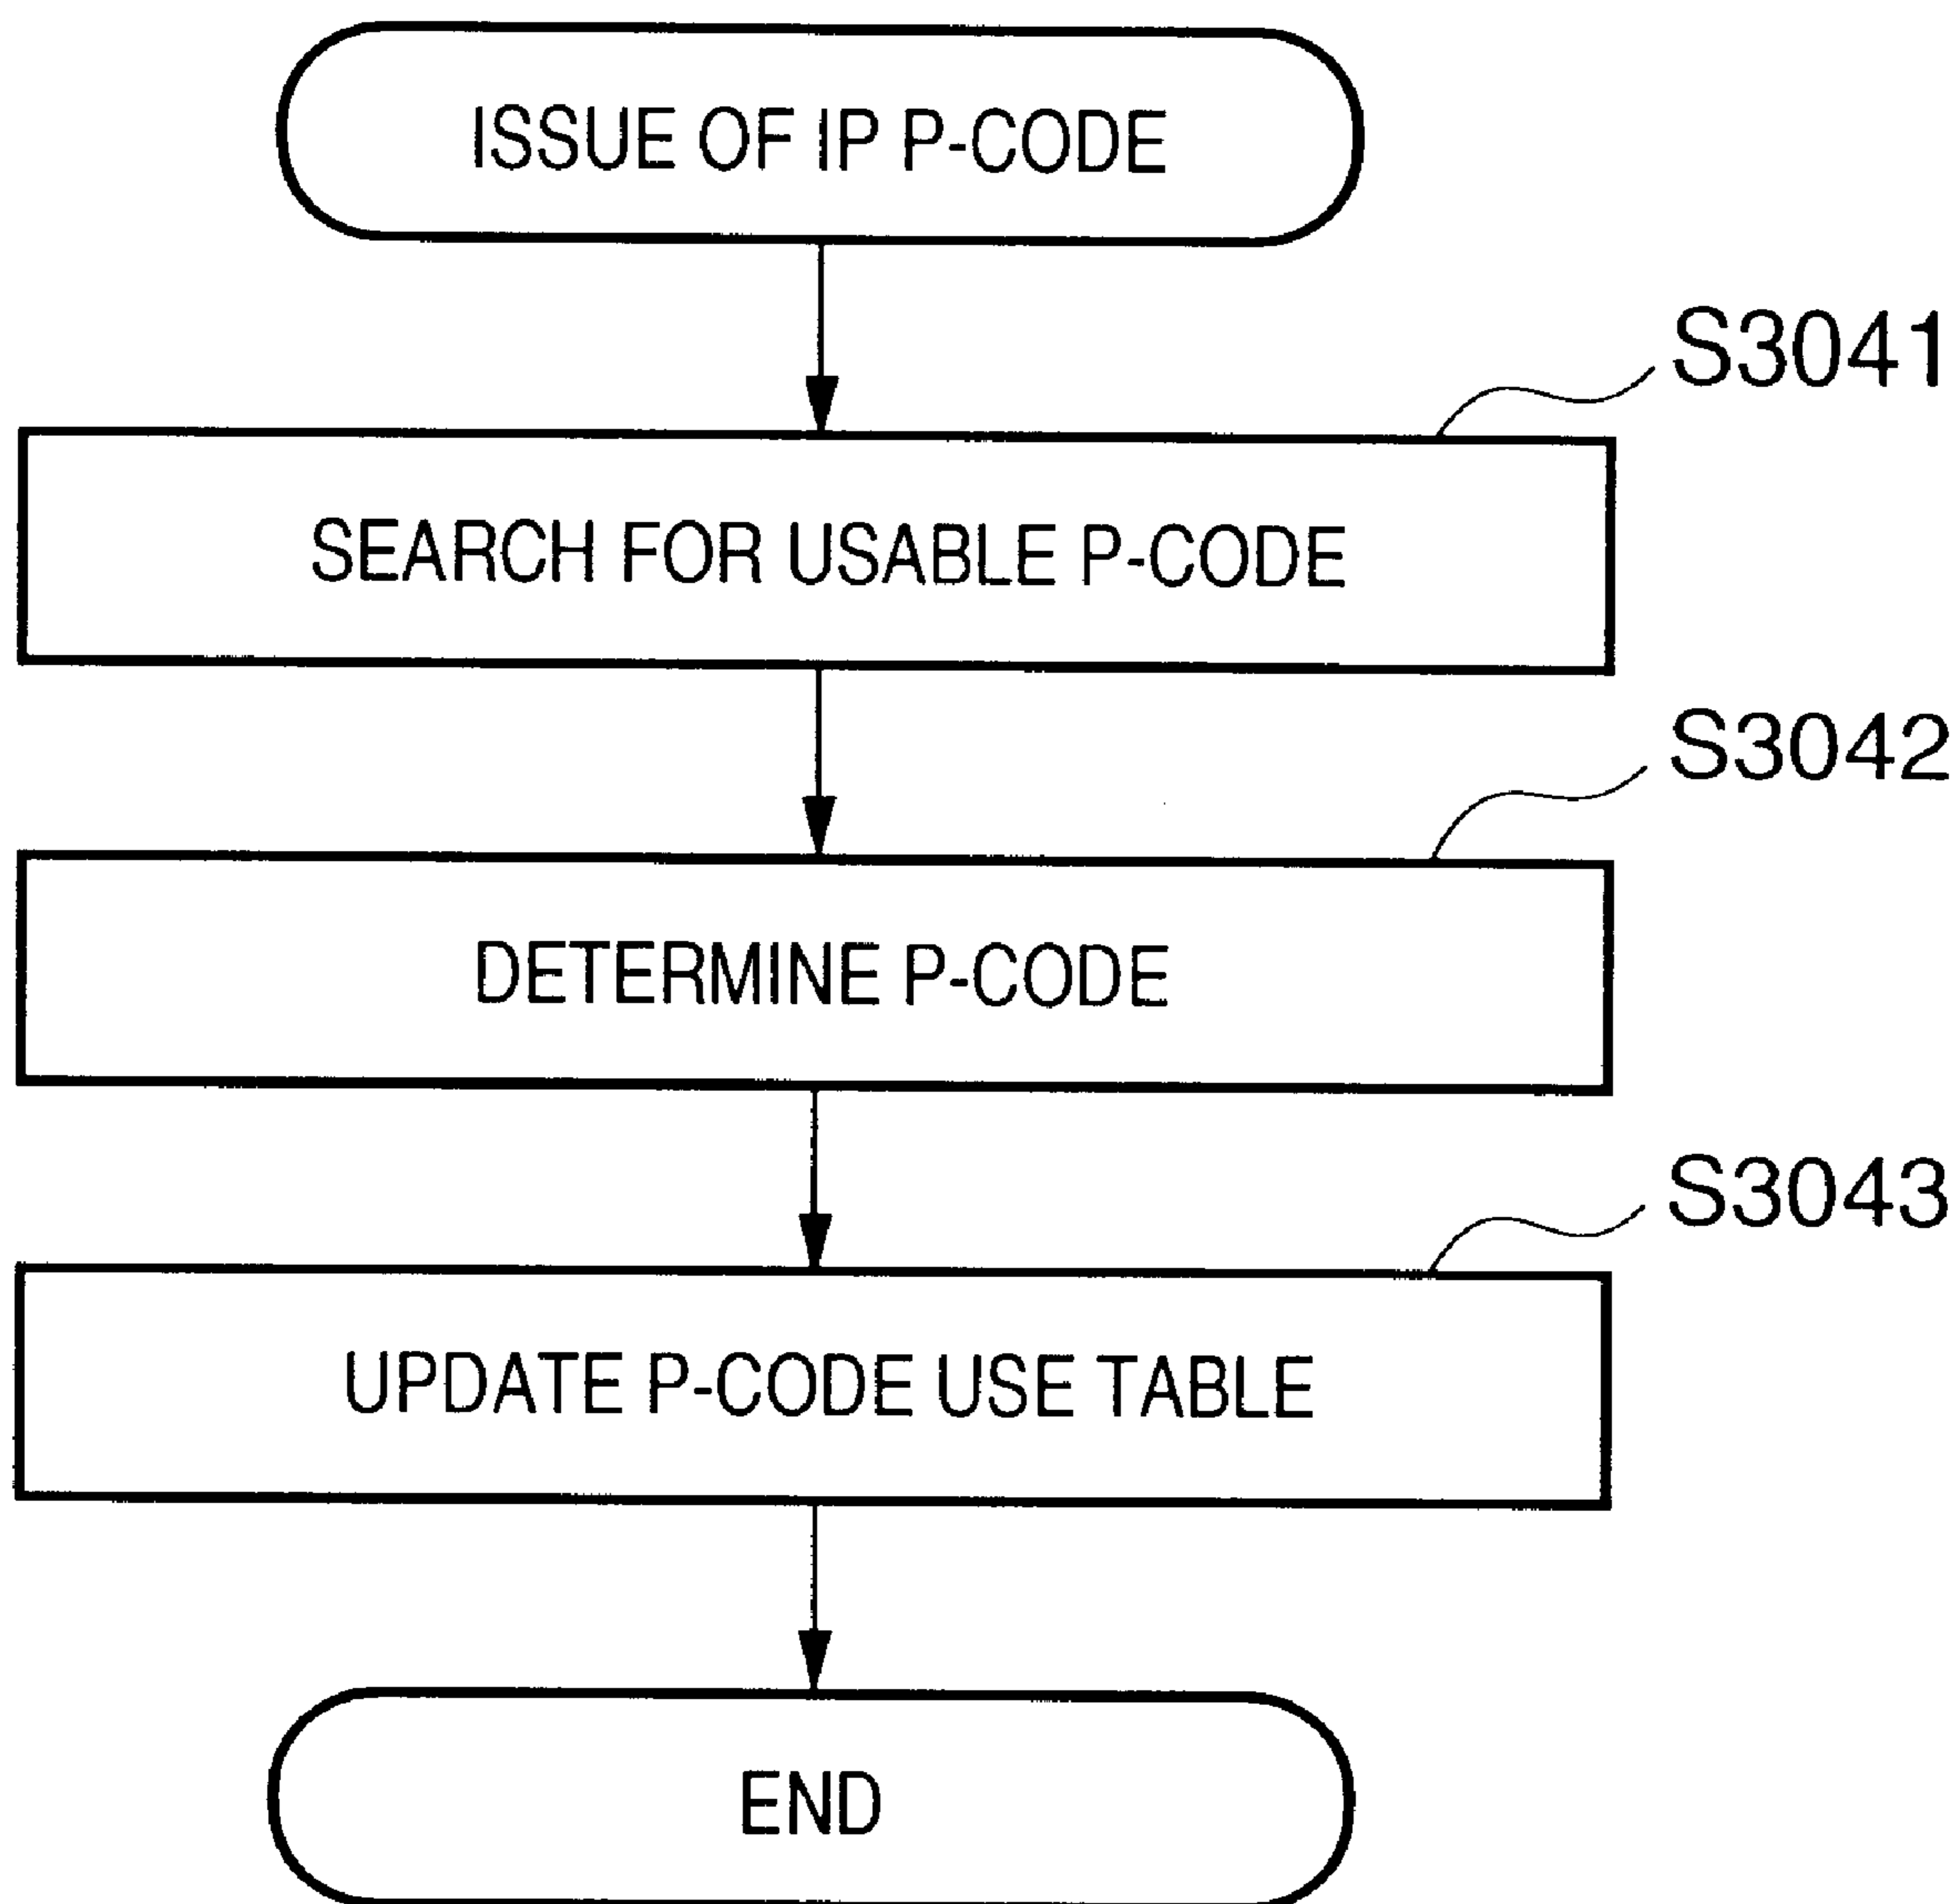 ISSUE OF IP P-CODE
S3041
SEARCH FOR USABLE P-CODE
S3042
DETERMINE P-CODE
S3043
UPDATE P-CODE USE TABLE
END